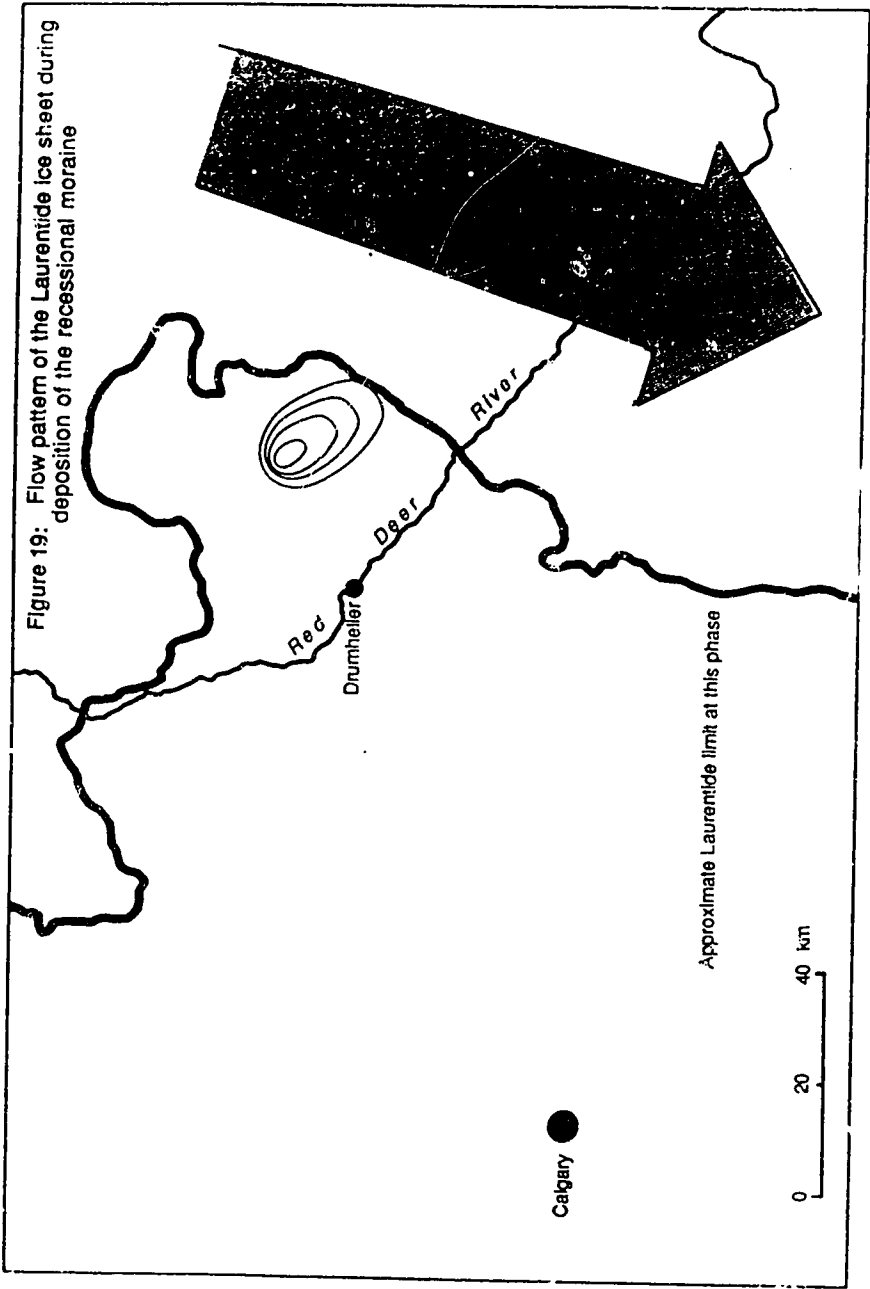 Figure 19: Flow pattern of the Laurentide ice sheet during
deposition of the recessional moraine
Red
Deer
River
Drumheller
Approximate Laurentide limit at this phase
Calgary
0 20 40 km